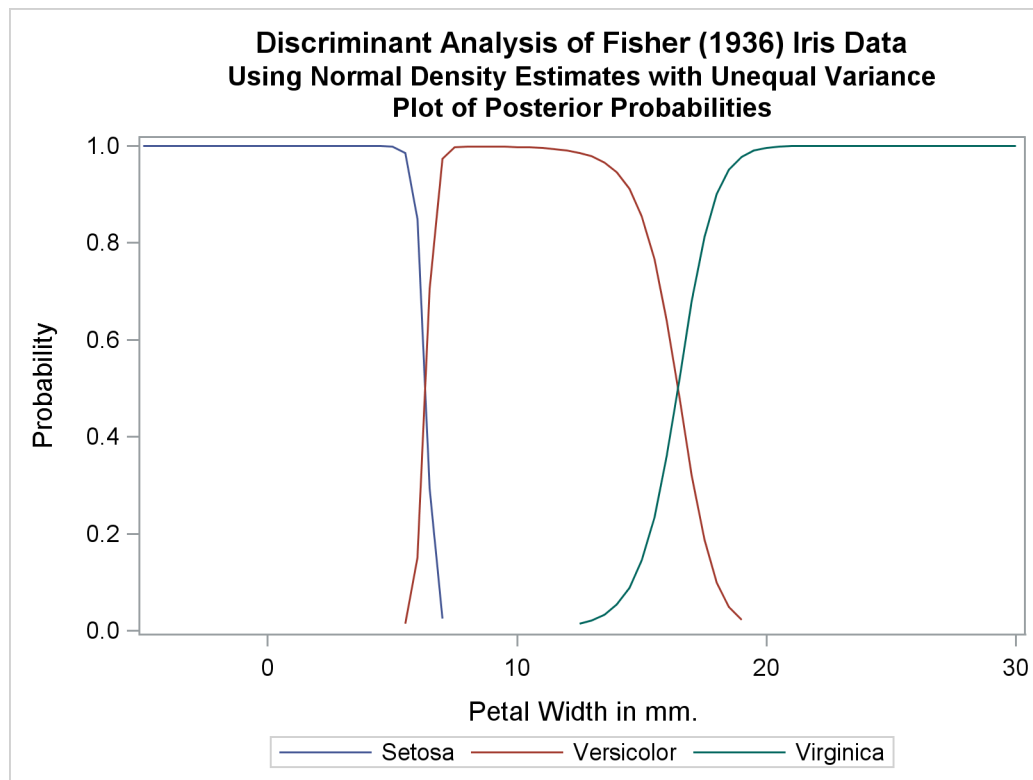 Discriminant Analysis of Fisher (1936) Iris Data
Using Normal Density Estimates with Unequal Variance
Plot of Posterior Probabilities
1.0
0.8
0.6
0.4
0.2
0.0
Probability
0 10 20 30
Petal Width in mm.
Setosa Versicolor Virginica